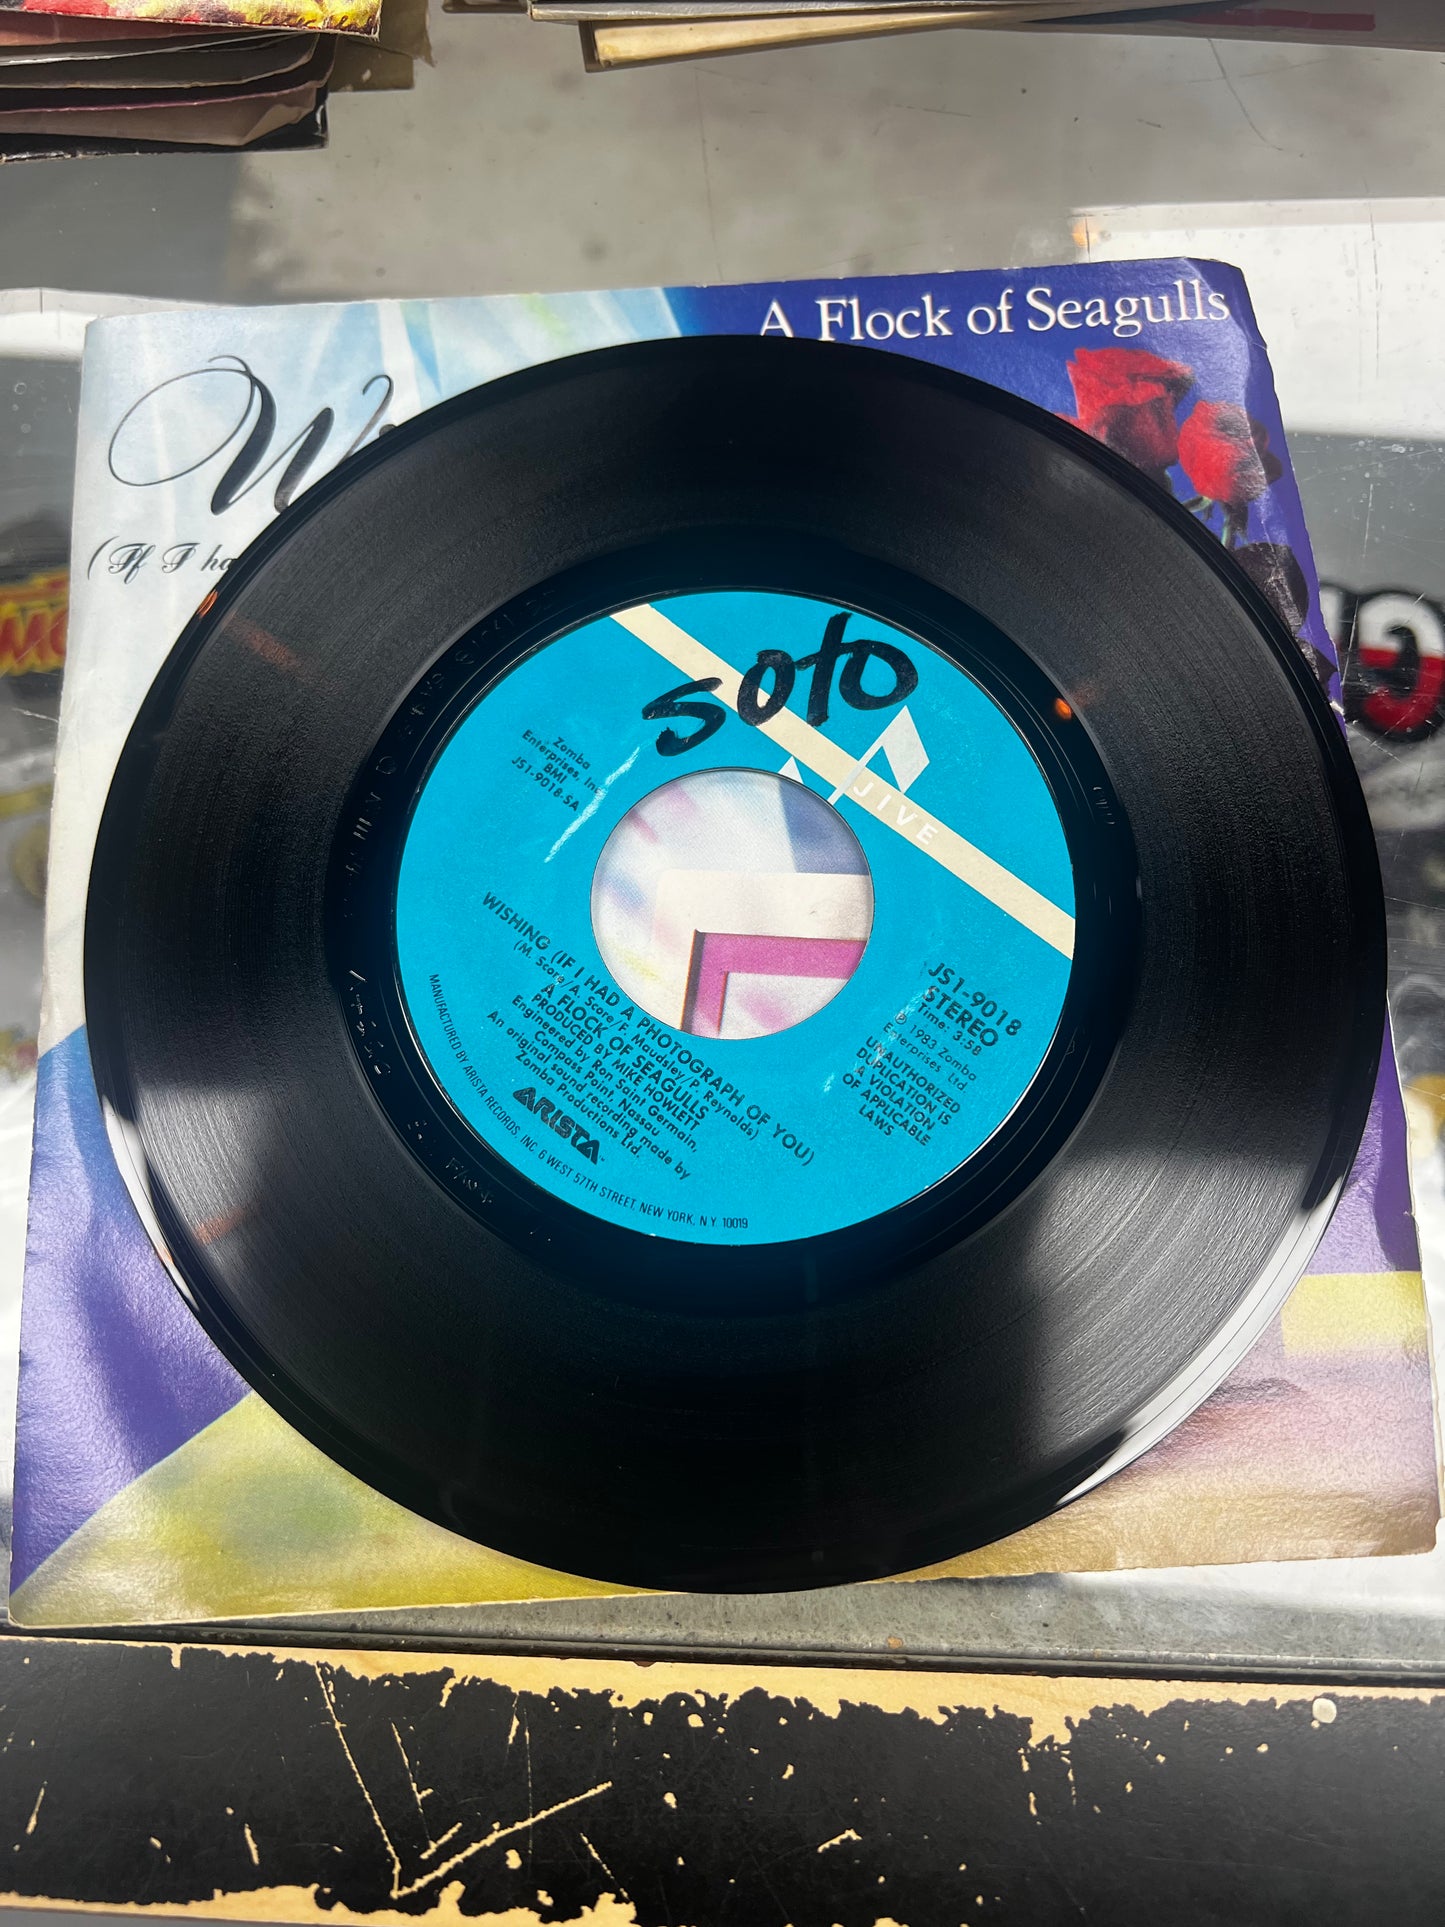 A Flock of Seagulls
(If I ha
soto
JIVE
Zomba
Enterprises, Inc.
BMI
JS1-9018-SA
JS1-9018
STEREO
Time: 3:58
℗ 1983 Zomba
Enterprises Ltd.
UNAUTHORIZED
DUPLICATION IS
A VIOLATION OF
APPLICABLE
LAWS
WISHING (IF I HAD A PHOTOGRAPH OF YOU)
(M. Score/A. Score/F. Maudsley/P. Reynolds)
A FLOCK OF SEAGULLS
PRODUCED BY MIKE HOWLETT
Engineered by Ron Saint Germain,
Compass Point, Nassau
An original sound recording made by
Zomba Productions Ltd.
ARISTA
MANUFACTURED BY ARISTA RECORDS, INC. 6 WEST 57TH STREET, NEW YORK, N.Y. 10019